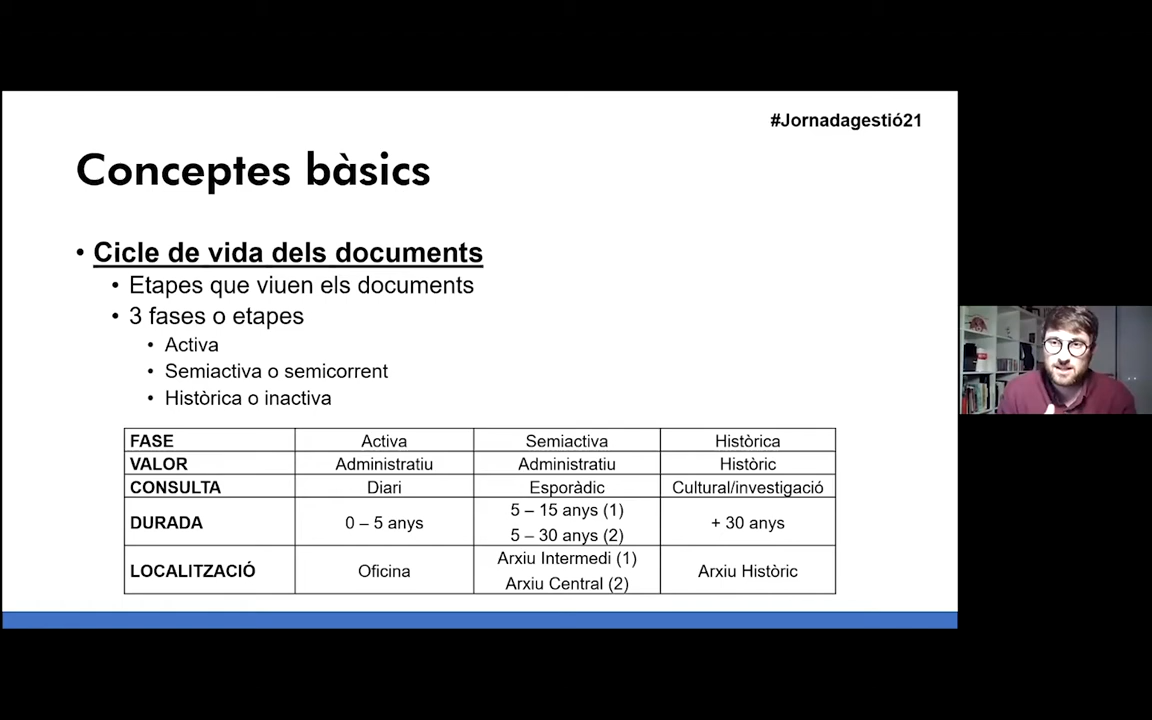 #Jornadagestió21
Conceptes bàsics
• Cicle de vida dels documents
• Etapes que viuen els documents
• 3 fases o etapes
• Activa
• Semiactiva o semicorrent
• Històrica o inactiva
FASE Activa Semiactiva Històrica
VALOR Administratiu Administratiu Històric
CONSULTA Diari Esporàdic Cultural/investigació
DURADA 0 – 5 anys 5 – 15 anys (1) + 30 anys
5 – 30 anys (2)
LOCALITZACIÓ Oficina Arxiu Intermedi (1) Arxiu Històric
Arxiu Central (2)